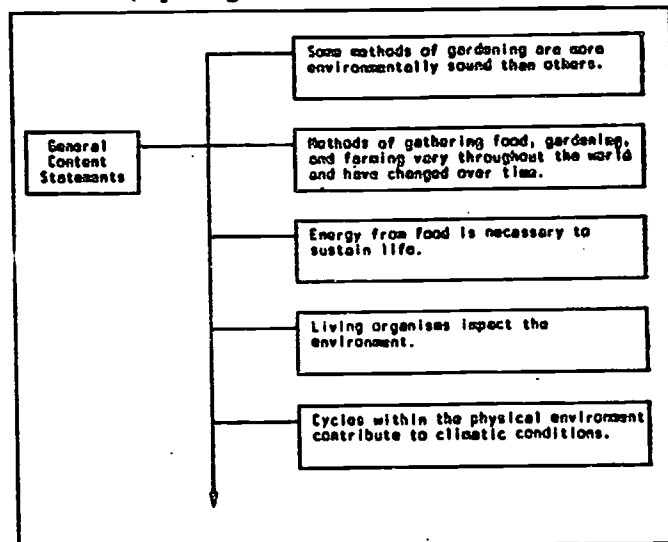 Some methods of gardening are more
environmentally sound than others.
General
Content
Statements
Methods of gathering food, gardening,
and farming vary throughout the world
and have changed over time.
Energy from food is necessary to
sustain life.
Living organisms impact the
environment.
Cycles within the physical environment
contribute to climatic conditions.